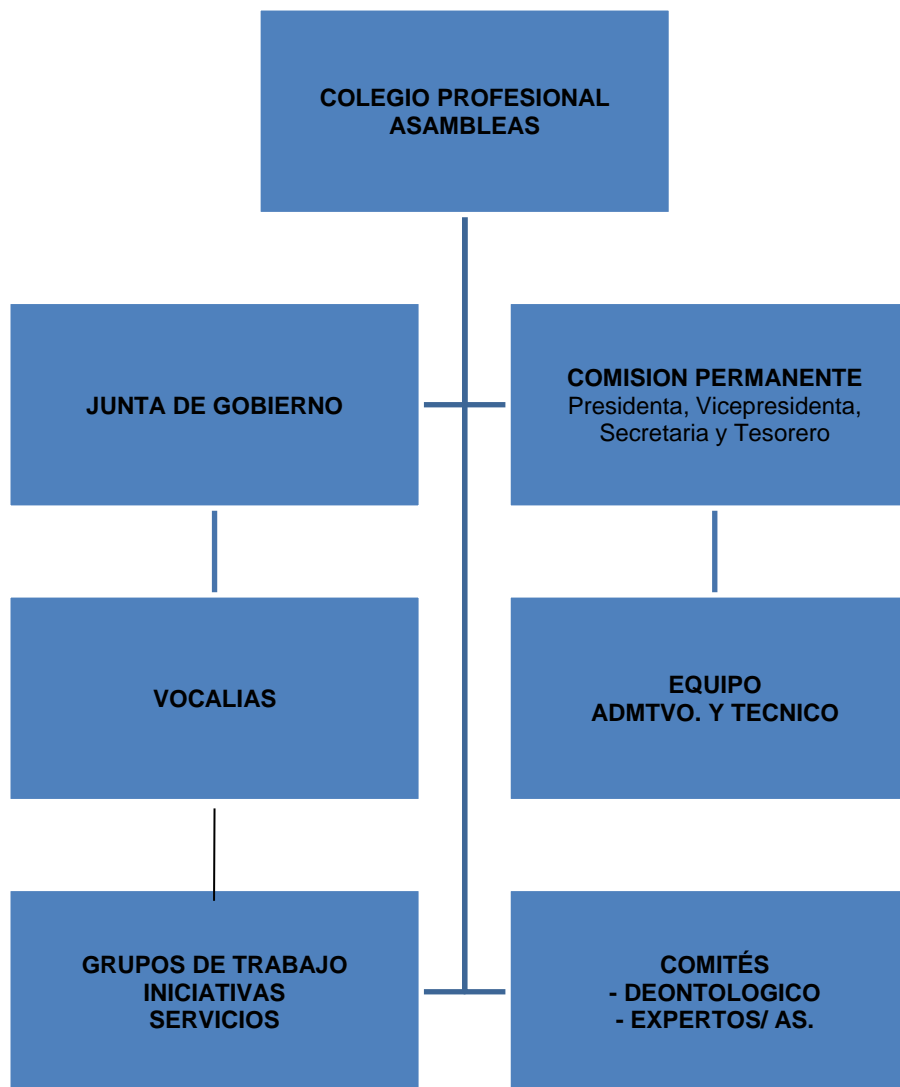 COLEGIO PROFESIONAL
ASAMBLEAS
JUNTA DE GOBIERNO
COMISION PERMANENTE
Presidenta, Vicepresidenta,
Secretaria y Tesorero
VOCALIAS
EQUIPO
ADMTVO. Y TECNICO
GRUPOS DE TRABAJO
INICIATIVAS
SERVICIOS
COMITÉS
- DEONTOLOGICO
- EXPERTOS/ AS.